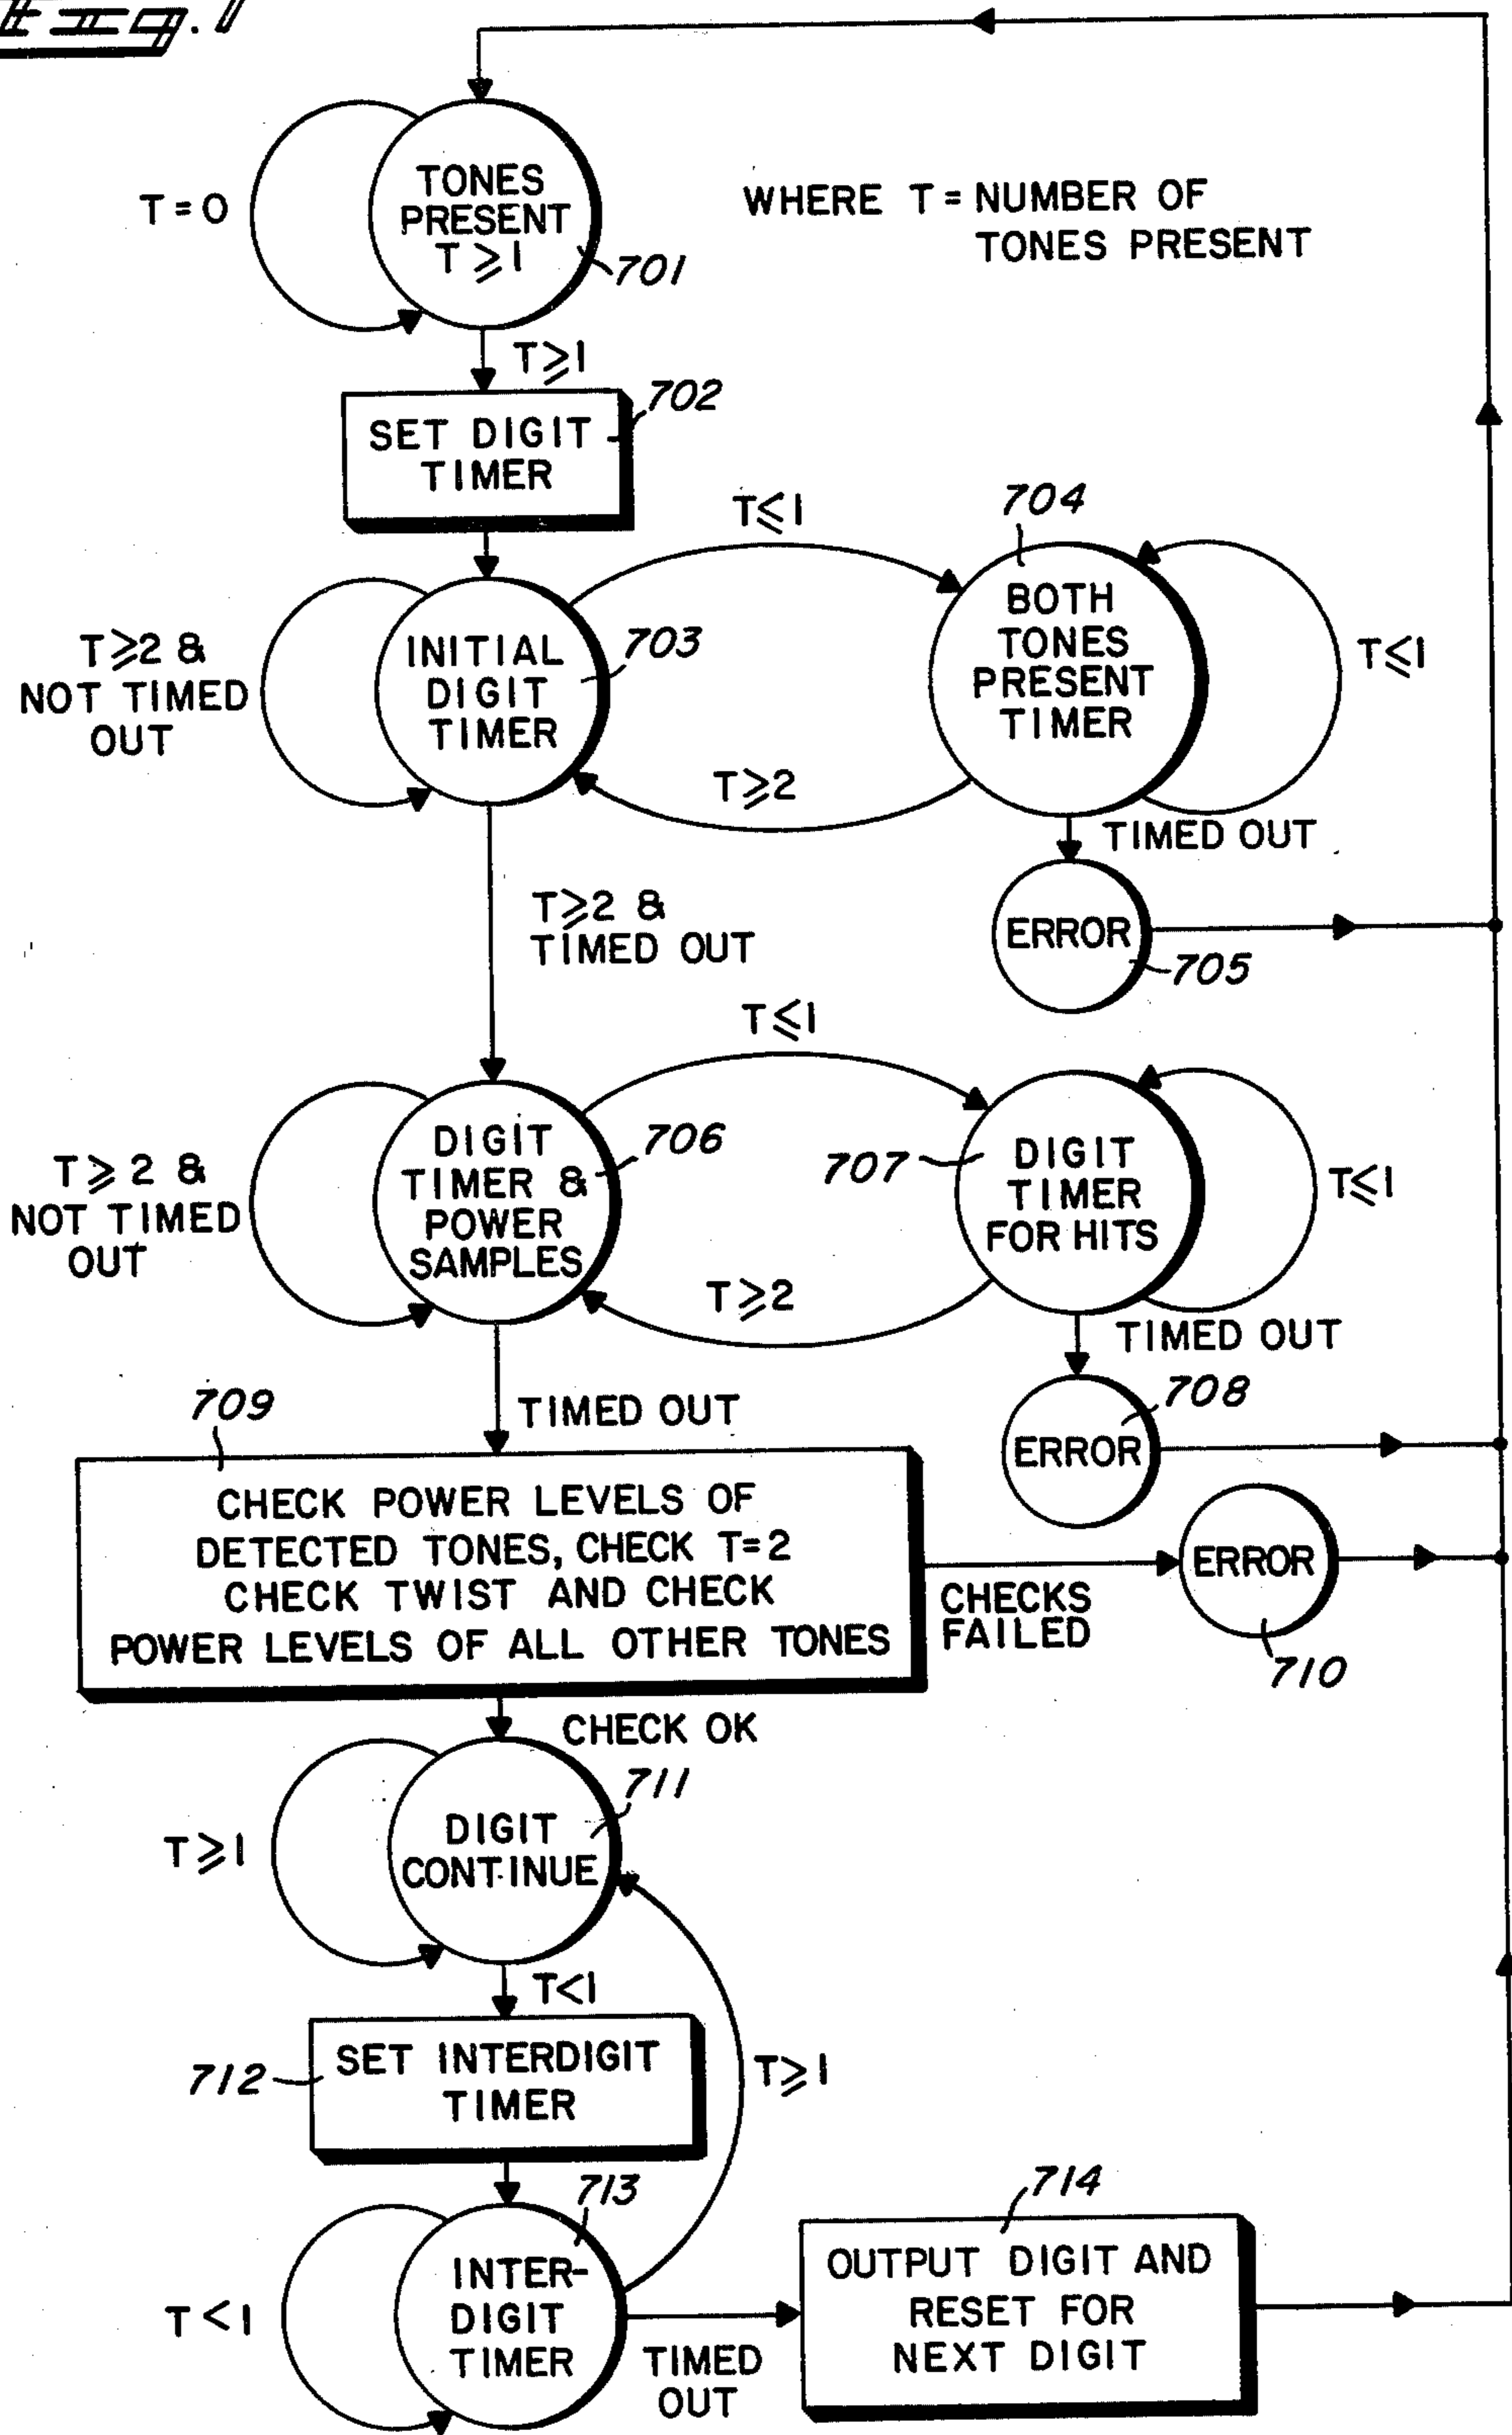 Fig. 1
TONES
PRESENT
T ⩾ 1
T = 0
701
WHERE T = NUMBER OF
TONES PRESENT
T⩾1
702
SET DIGIT
TIMER
T⩽1
704
T⩾2 &
NOT TIMED
OUT
INITIAL
DIGIT
TIMER
703
BOTH
TONES
PRESENT
TIMER
T⩽1
T⩾2
TIMED OUT
T⩾2 &
TIMED OUT
ERROR
705
T⩽1
T⩾ 2 &
NOT TIMED
OUT
DIGIT
TIMER &
POWER
SAMPLES
706
707
DIGIT
TIMER
FOR HITS
T⩽1
T⩾2
TIMED OUT
709
TIMED OUT
ERROR
708
CHECK POWER LEVELS OF
DETECTED TONES, CHECK T=2
CHECK TWIST AND CHECK
POWER LEVELS OF ALL OTHER TONES
CHECKS
FAILED
ERROR
710
CHECK OK
711
T⩾1
DIGIT
CONTINUE
T<1
712
SET INTERDIGIT
TIMER
T⩾1
713
T<1
INTER-
DIGIT
TIMER
TIMED
OUT
714
OUTPUT DIGIT AND
RESET FOR
NEXT DIGIT